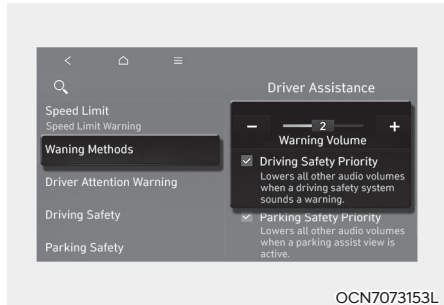 Driver Assistance
Speed Limit
Speed Limit Warning
Waning Methods
Driver Attention Warning
Driving Safety
Parking Safety
− 2 +
Warning Volume
Driving Safety Priority
Lowers all other audio volumes
when a driving safety system
sounds a warning.
Parking Safety Priority
Lowers all other audio volumes
when a parking assist view is
active.
OCN7073153L